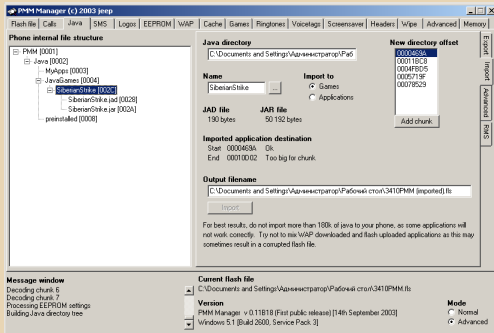 PMM Manager (c) 2003 jeep
Flash file Calls Java SMS Logos EEPROM WAP Cache Games Ringtones Voicetags Screensaver Headers Wipe Advanced Memory
Phone internal file structure
PMM [0001]
Java [0002]
MyApps [0003]
JavaGames [0004]
SiberianStrike [002C]
SiberianStrike.jad [0028]
SiberianStrike.jar [002A]
preinstalled [0008]
Java directory
C:\Documents and Settings\Администратор\Раб
Name
SiberianStrike
...
Import to
Games
Applications
JAD file
190 bytes
JAR file
50 192 bytes
New directory offset
0000469A
00011BC8
0004FBD5
0005719F
00078529
Add chunk
Export
Import
Advanced
RMS
Imported application destination
Start 0000469A Ok
End 00010D02 Too big for chunk
Output filename
C:\Documents and Settings\Администратор\Рабочий стол\3410PMM (imported).fls
Import
For best results, do not import more than 180k of java to your phone, as some applications will
not work correctly. Try not to mix WAP downloaded and flash uploaded applications as this may
sometimes result in a corrupted flash file.
Message window
Decoding chunk 6
Decoding chunk 7
Processing EEPROM settings
Building Java directory tree
Current flash file
C:\Documents and Settings\Администратор\Рабочий стол\3410PMM.fls
Version
PMM Manager v 0.11B18 (First public release) [14th September 2003]
Windows 5.1 [Build 2600, Service Pack 3]
Mode
Normal
Advanced